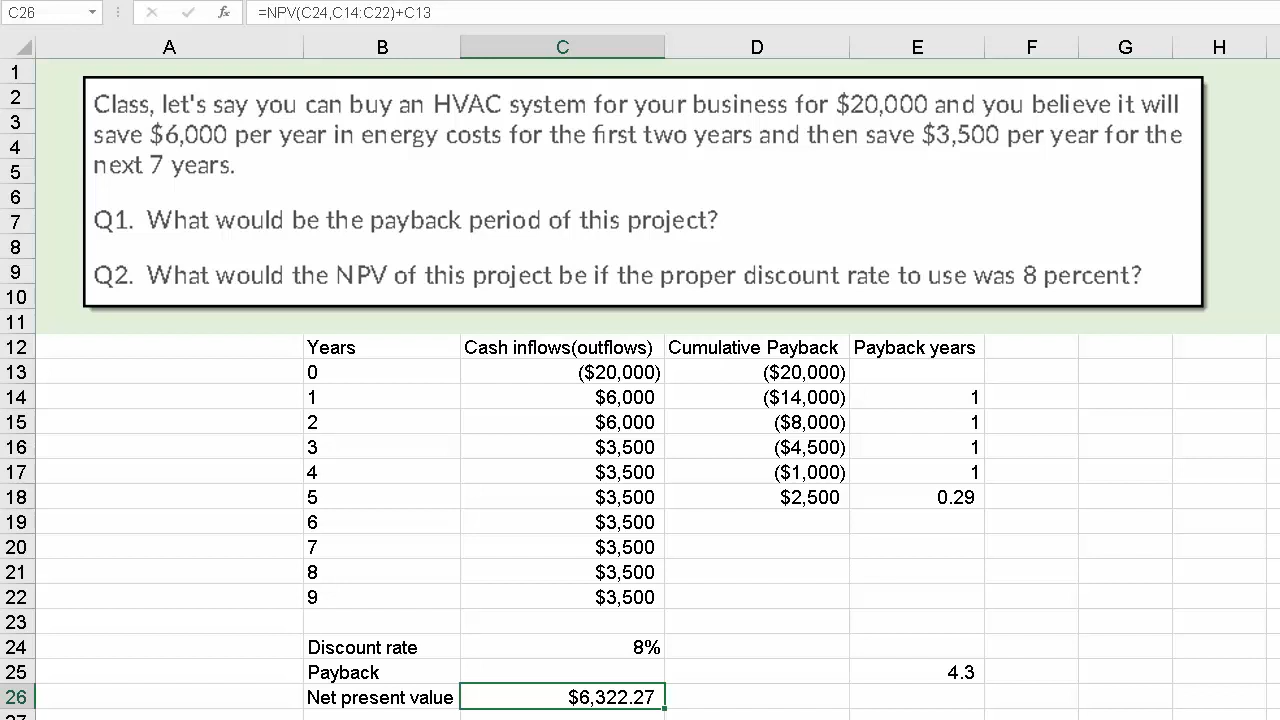 C26 fx =NPV(C24,C14:C22)+C13
A B C D E F G H
1
2
3
4
5
6
7
8
9
10
11
Class, let's say you can buy an HVAC system for your business for $20,000 and you believe it will
save $6,000 per year in energy costs for the first two years and then save $3,500 per year for the
next 7 years.
Q1. What would be the payback period of this project?
Q2. What would the NPV of this project be if the proper discount rate to use was 8 percent?
12 Years Cash inflows(outflows) Cumulative Payback Payback years
13 0 ($20,000) ($20,000)
14 1 $6,000 ($14,000) 1
15 2 $6,000 ($8,000) 1
16 3 $3,500 ($4,500) 1
17 4 $3,500 ($1,000) 1
18 5 $3,500 $2,500 0.29
19 6 $3,500
20 7 $3,500
21 8 $3,500
22 9 $3,500
23
24 Discount rate 8%
25 Payback 4.3
26 Net present value $6,322.27
27